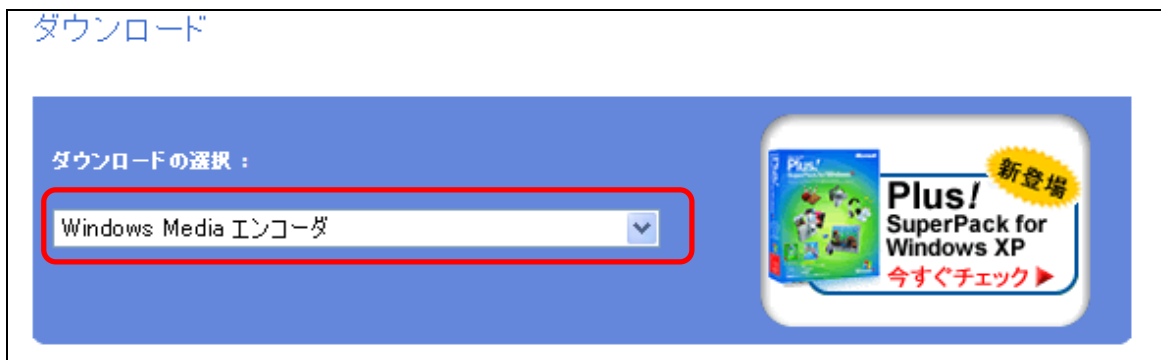 ダウンロード
ダウンロードの選択：
Windows Media エンコーダ
Plus!
新登場
Plus!
SuperPack for
Windows XP
今すぐチェック▶